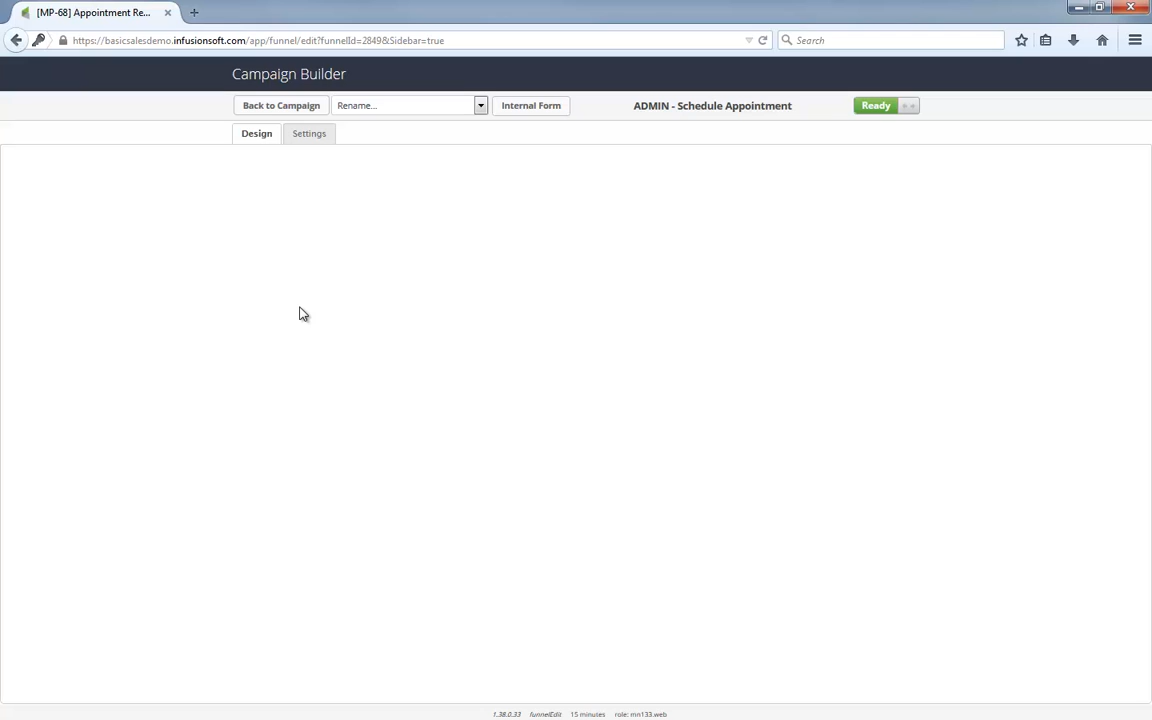 [MP-68] Appointment Re...
https://basicsalesdemo.infusionsoft.com/app/funnel/edit?funnelId=2849&Sidebar=true
Search
Campaign Builder
Back to Campaign
Rename...
Internal Form
ADMIN - Schedule Appointment
Ready
Design
Settings
1.38.0.33 funnelEdit 15 minutes role: mn133.web